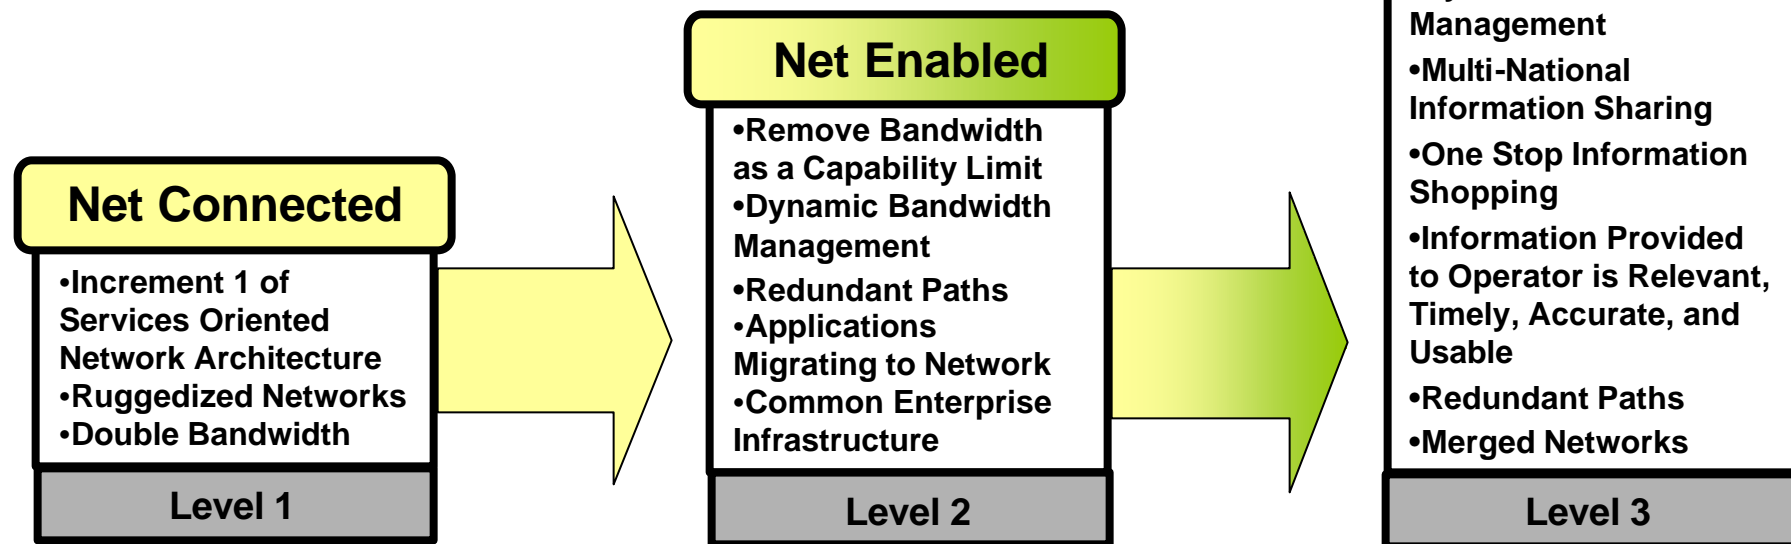 Net Connected
•Increment 1 of
Services Oriented
Network Architecture
•Ruggedized Networks
•Double Bandwidth
Level 1
Net Enabled
•Remove Bandwidth
as a Capability Limit
•Dynamic Bandwidth
Management
•Redundant Paths
•Applications
Migrating to Network
•Common Enterprise
Infrastructure
Level 2
Management
•Multi-National
Information Sharing
•One Stop Information
Shopping
•Information Provided
to Operator is Relevant,
Timely, Accurate, and
Usable
•Redundant Paths
•Merged Networks
Level 3